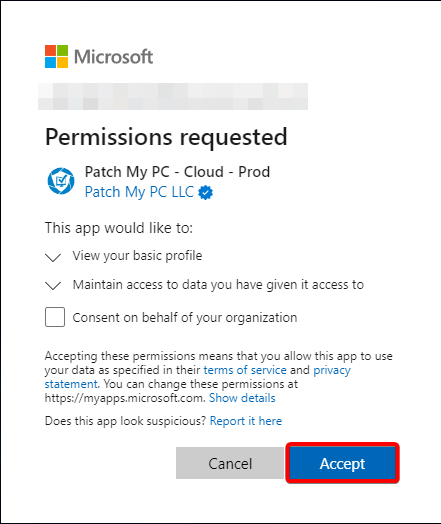 Microsoft
Permissions requested
Patch My PC - Cloud - Prod
Patch My PC LLC
This app would like to:
View your basic profile
Maintain access to data you have given it access to
Consent on behalf of your organization
Accepting these permissions means that you allow this app to use
your data as specified in their terms of service and privacy
statement. You can change these permissions at
https://myapps.microsoft.com. Show details
Does this app look suspicious? Report it here
Cancel
Accept